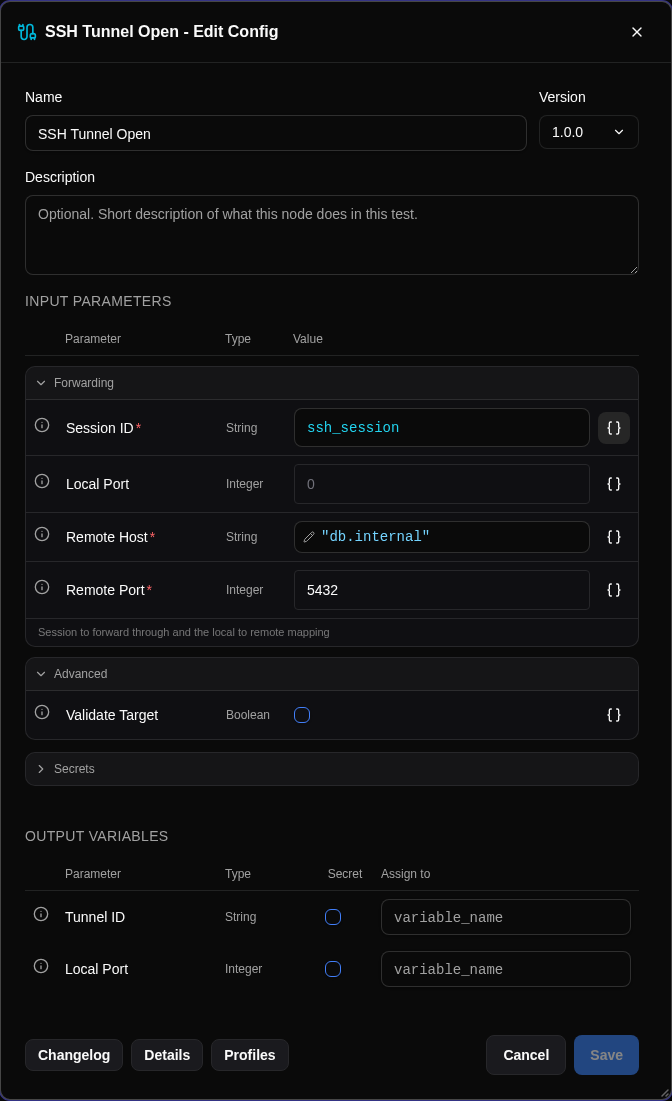 SSH Tunnel Open - Edit Config
Name
Version
SSH Tunnel Open
1.0.0
Description
Optional. Short description of what this node does in this test.
INPUT PARAMETERS
Parameter Type Value
Forwarding
Session ID* String ssh_session {}
Local Port Integer 0 {}
Remote Host* String "db.internal" {}
Remote Port* Integer 5432 {}
Session to forward through and the local to remote mapping
Advanced
Validate Target Boolean {}
Secrets
OUTPUT VARIABLES
Parameter Type Secret Assign to
Tunnel ID String variable_name
Local Port Integer variable_name
Changelog Details Profiles Cancel Save